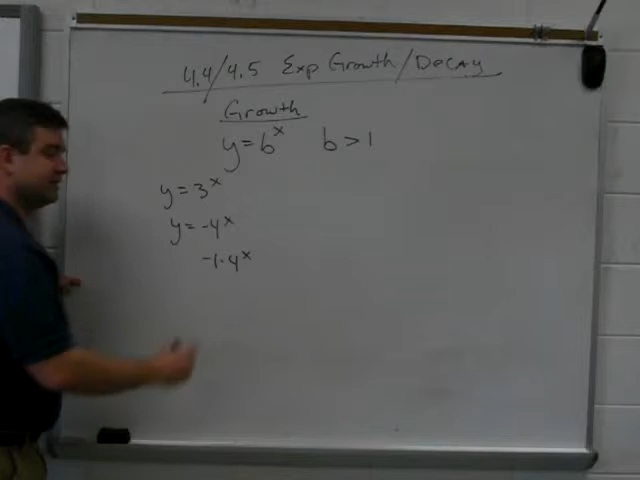 4.4/4.5 Exp Growth/Decay
Growth
y = b^x b > 1
y = 3^x
y = -4^x
-1·4^x